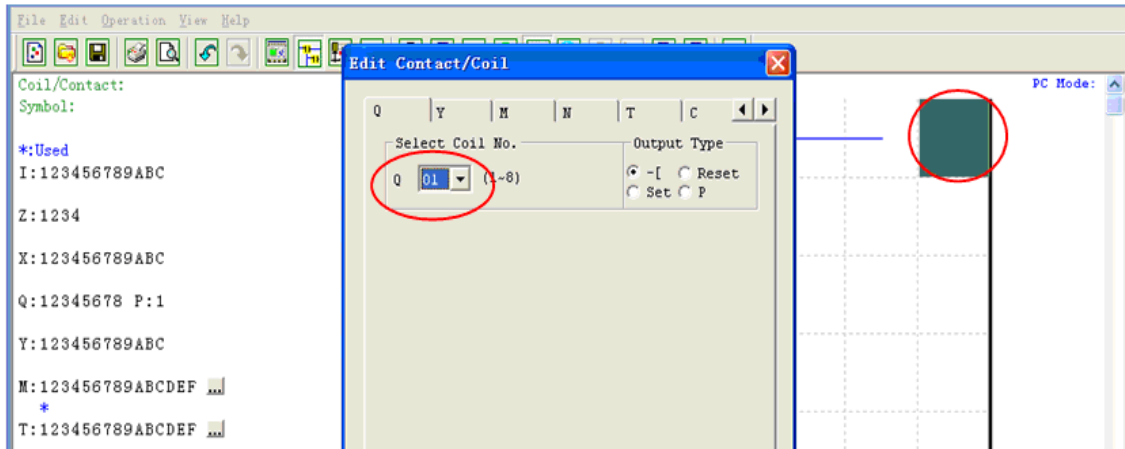 File Edit Operation View Help
Edit Contact/Coil
Coil/Contact:
Symbol:
*:Used
I:123456789ABC
Z:1234
X:123456789ABC
Q:12345678 P:1
Y:123456789ABC
M:123456789ABCDEF ...
*
T:123456789ABCDEF ...
Q Y M N T C
Select Coil No.
Q 01 (1~8)
Output Type
-[ Reset
Set P
PC Mode: